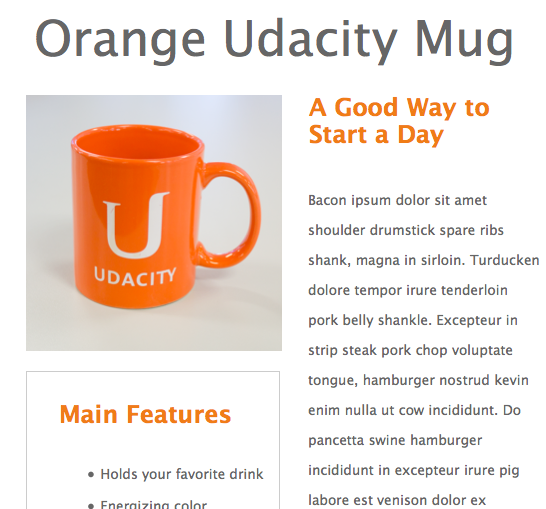 Orange Udacity Mug
U
UDACITY
Main Features
Holds your favorite drink
Energizing color
A Good Way to
Start a Day
Bacon ipsum dolor sit amet
shoulder drumstick spare ribs
shank, magna in sirloin. Turducken
dolore tempor irure tenderloin
pork belly shankle. Excepteur in
strip steak pork chop voluptate
tongue, hamburger nostrud kevin
enim nulla ut cow incididunt. Do
pancetta swine hamburger
incididunt in excepteur irure pig
labore est venison dolor ex